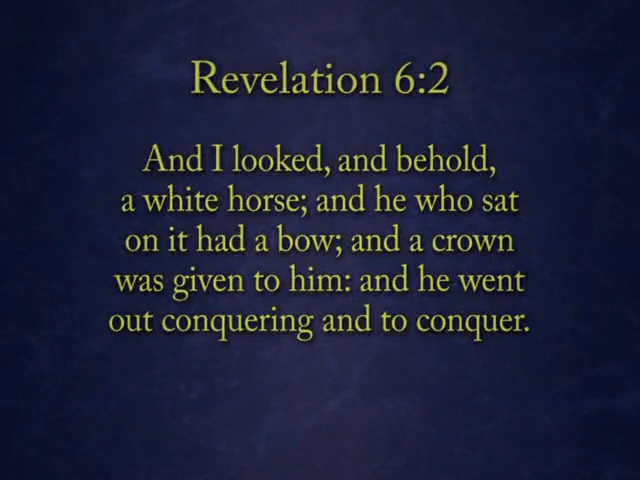 Revelation 6:2
And I looked, and behold,
a white horse; and he who sat
on it had a bow; and a crown
was given to him: and he went
out conquering and to conquer.